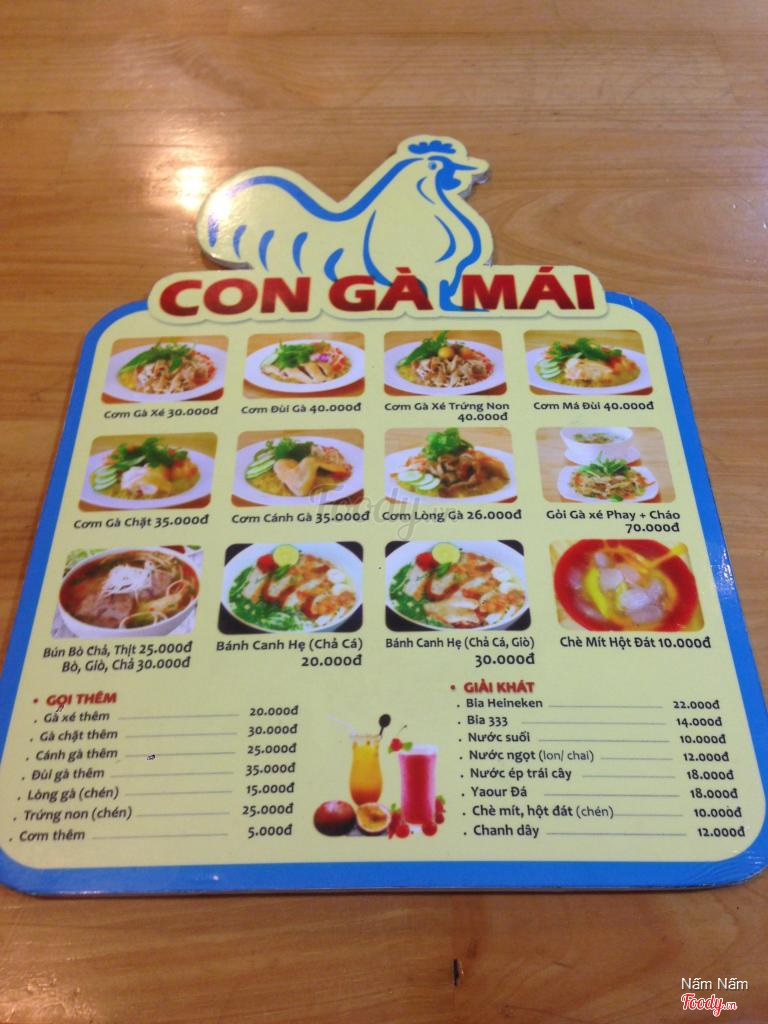 CON GÀ MÁI
Cơm Gà Xé 30.000đ
Cơm Đùi Gà 40.000đ
Cơm Gà Xé Trứng Non
40.000đ
Cơm Má Đùi 40.000đ
Cơm Gà Chặt 35.000đ
Cơm Cánh Gà 35.000đ
Cơm Lòng Gà 26.000đ
Gỏi Gà xé Phay + Cháo
70.000đ
Foody.vn
Bún Bò Chả, Thịt 25.000đ
Bò, Giò, Chả 30.000đ
Bánh Canh Hẹ (Chả Cá)
20.000đ
Bánh Canh Hẹ (Chả Cá, Giò)
30.000đ
Chè Mít Hột Đát 10.000đ
• GỌI THÊM
. Gà xé thêm 20.000đ
. Gà chặt thêm 30.000đ
. Cánh gà thêm 25.000đ
. Đùi gà thêm 35.000đ
. Lòng gà (chén) 15.000đ
. Trứng non (chén) 25.000đ
. Cơm thêm 5.000đ
• GIẢI KHÁT
. Bia Heineken 22.000đ
. Bia 333 14.000đ
. Nước suối 10.000đ
. Nước ngọt (lon/ chai) 12.000đ
. Nước ép trái cây 18.000đ
. Yaour Đá 18.000đ
. Chè mít, hột đát (chén) 10.000đ
. Chanh dây 12.000đ
Nấm Nấm
Foody.vn